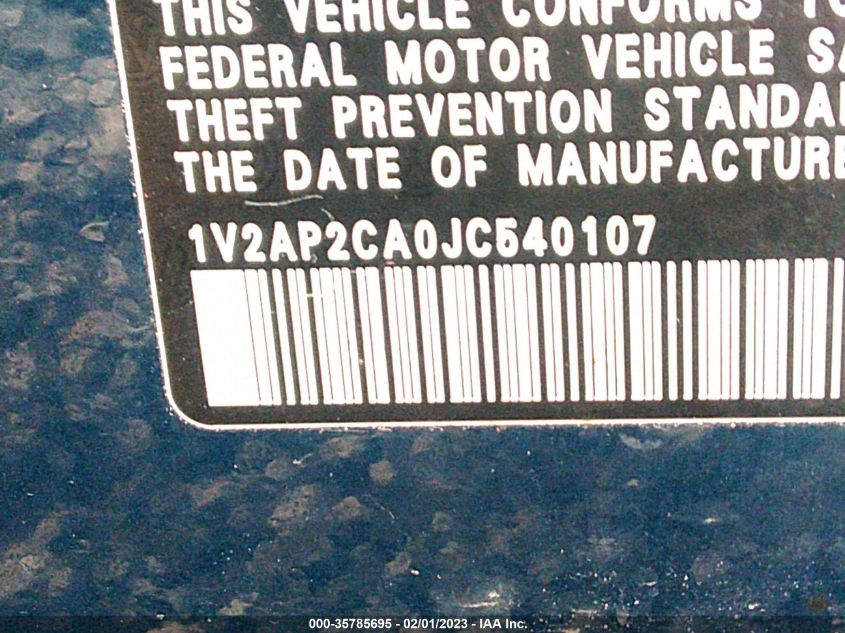 THIS VEHICLE CONFORMS TO
FEDERAL MOTOR VEHICLE SA
THEFT PREVENTION STANDAR
THE DATE OF MANUFACTURE
1V2AP2CA0JC540107
000-35785695 - 02/01/2023 - IAA Inc.